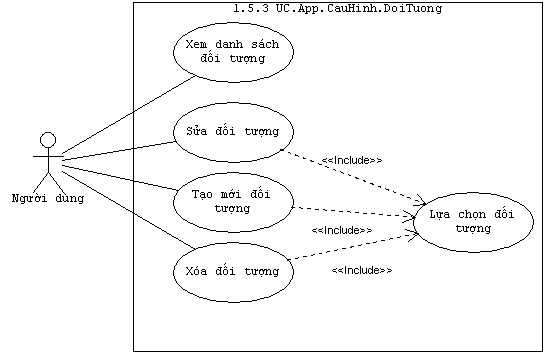 1.5.3 UC.App.CauHinh.DoiTuong
Xem danh sách
đối tượng
Sửa đối tượng
<<Include>>
Người dùng
Tạo mới đối
tượng
Lựa chọn đối
tượng
<<Include>>
Xóa đối tượng
<<Include>>